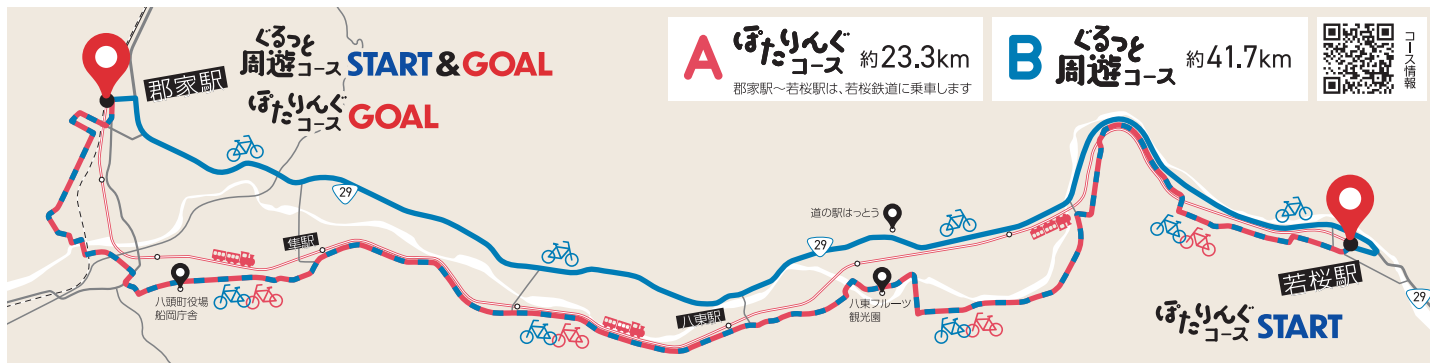 郡家駅
ぐるっと
周遊コース START&GOAL
ぽたりんぐ
コース GOAL
A ぽたりんぐ
コース 約23.3km
郡家駅~若桜駅は、若桜鉄道に乗車します
B ぐるっと
周遊コース 約41.7km
コース情報
29
隼駅
八頭町役場
船岡庁舎
道の駅はっとう
29
八東駅
八東フルーツ
観光園
若桜駅
29
ぽたりんぐ
コース START